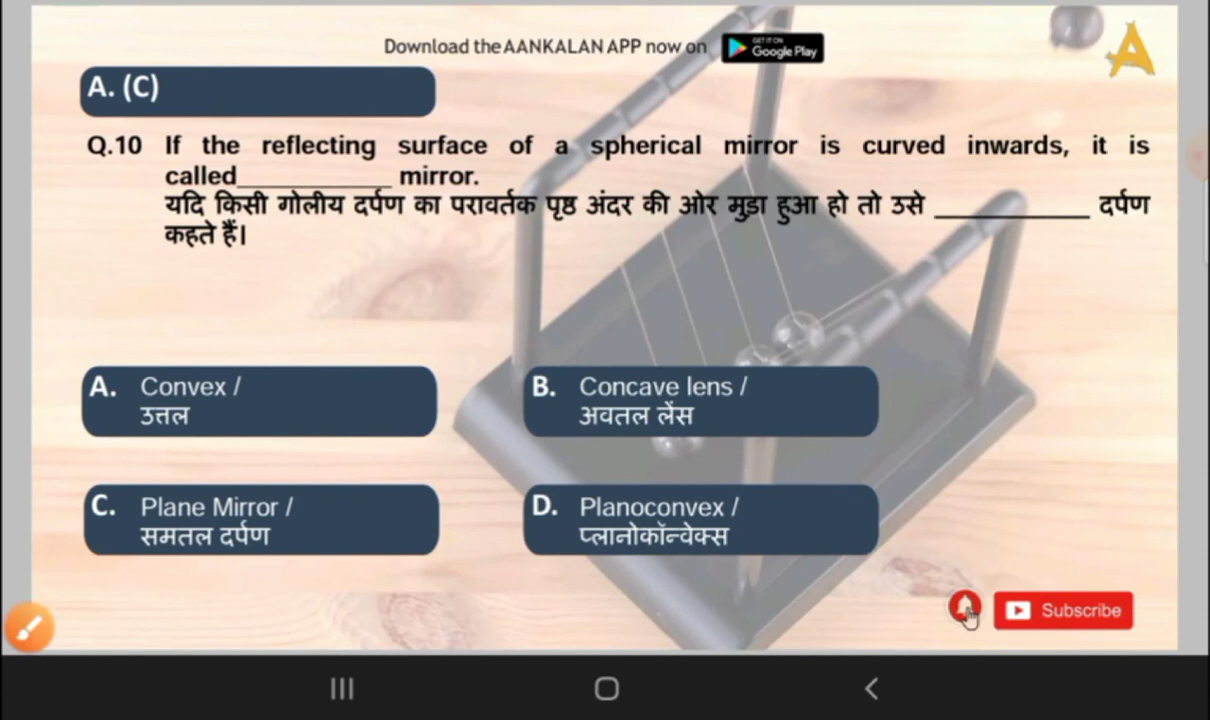 Download the AANKALAN APP now on GET IT ON Google Play
A
A. (C)
Q.10 If the reflecting surface of a spherical mirror is curved inwards, it is
called____________ mirror.
यदि किसी गोलीय दर्पण का परावर्तक पृष्ठ अंदर की ओर मुड़ा हुआ हो तो उसे ____________ दर्पण
कहते हैं।
A. Convex /
उत्तल
B. Concave lens /
अवतल लेंस
C. Plane Mirror /
समतल दर्पण
D. Planoconvex /
प्लानोकॉन्वेक्स
Subscribe